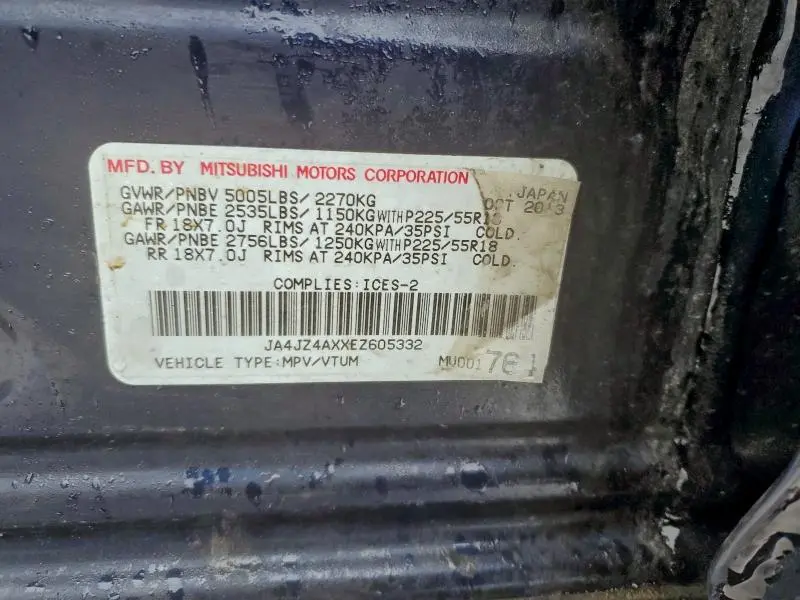 MFD. BY MITSUBISHI MOTORS CORPORATION
JAPAN
GVWR/PNBV 5005LBS/ 2270KG OCT 2013
GAWR/PNBE 2535LBS/ 1150KG WITH P225/55R18
FR 18X7.0J RIMS AT 240KPA/35PSI COLD.
GAWR/PNBE 2756LBS/ 1250KG WITH P225/55R18
RR 18X7.0J RIMS AT 240KPA/35PSI COLD.
COMPLIES:ICES-2
JA4JZ4AXXEZ605332
VEHICLE TYPE:MPV/VTUM MU001 761